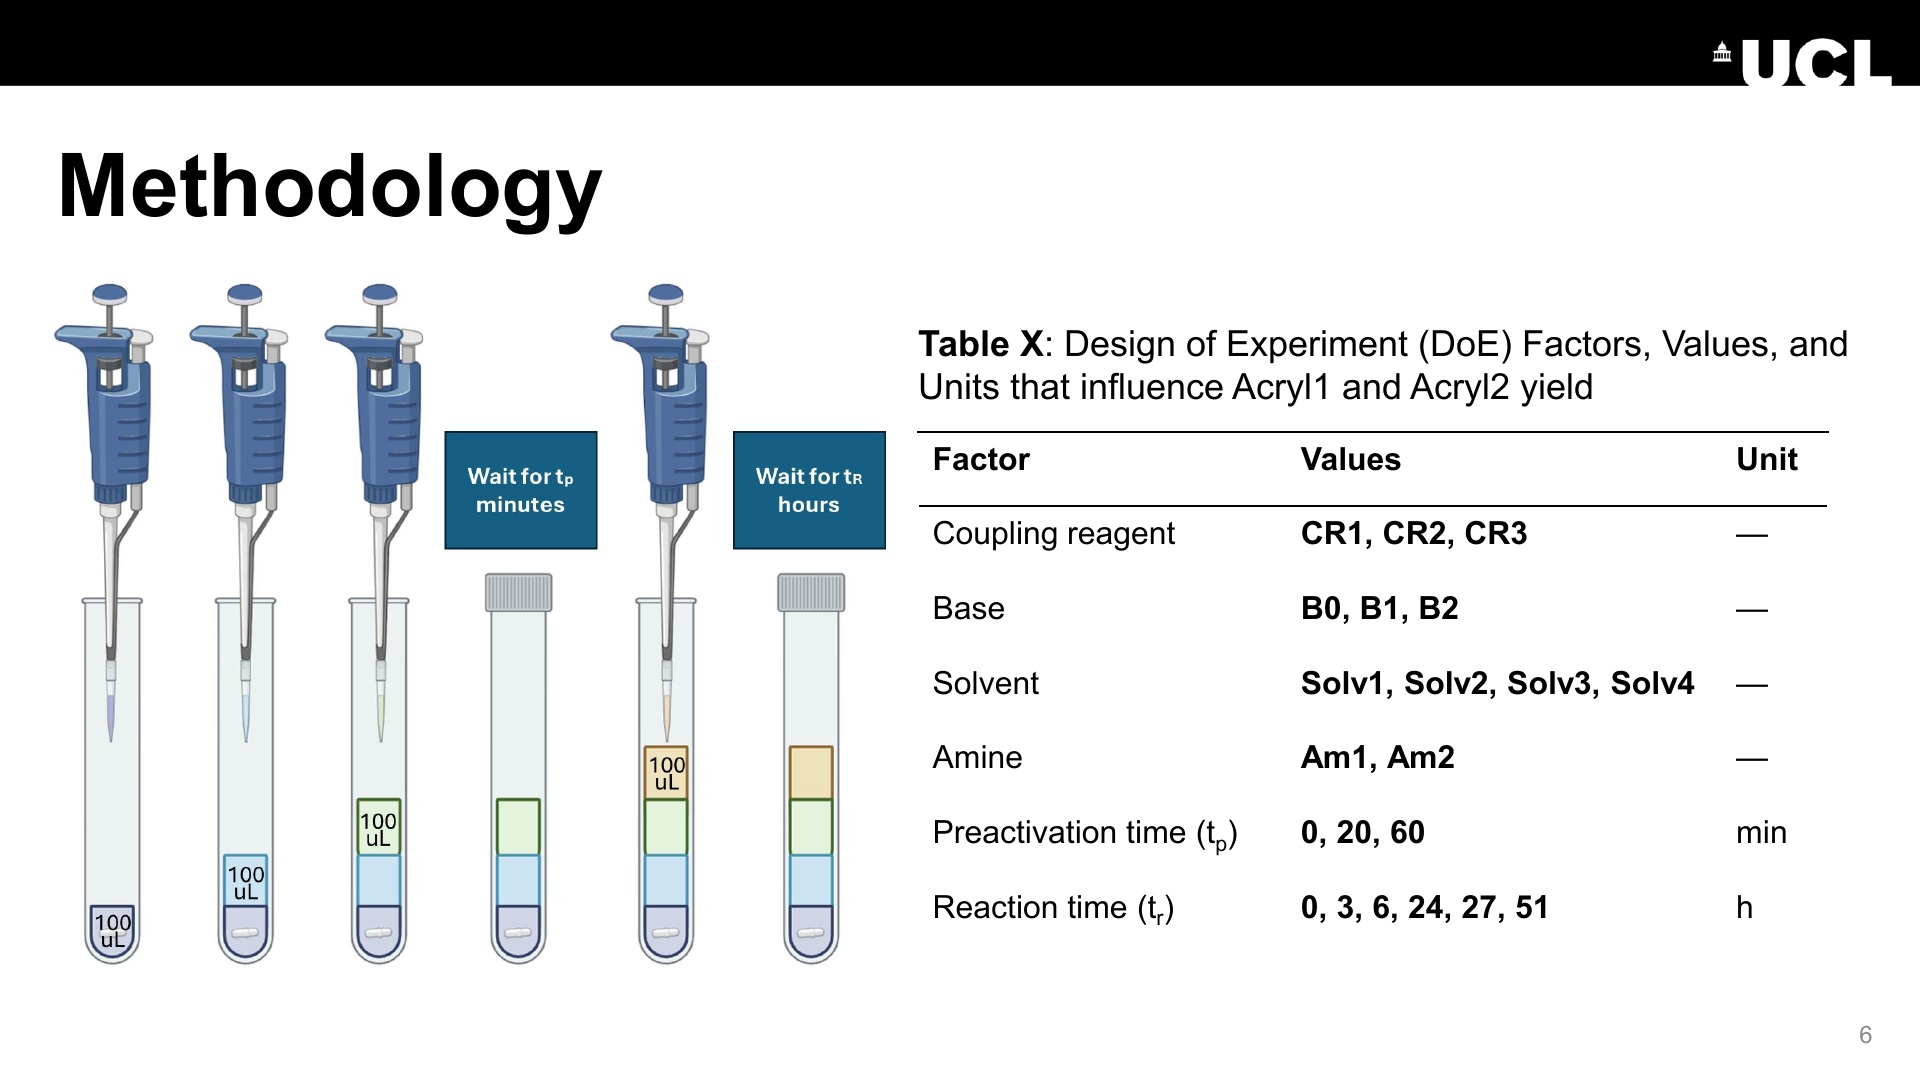 UCL
Methodology
Wait for tp
minutes
Wait for tR
hours
100
uL
100
uL
100
uL
100
uL
Table X: Design of Experiment (DoE) Factors, Values, and
Units that influence Acryl1 and Acryl2 yield
Factor Values Unit
Coupling reagent CR1, CR2, CR3 —
Base B0, B1, B2 —
Solvent Solv1, Solv2, Solv3, Solv4 —
Amine Am1, Am2 —
Preactivation time (tp) 0, 20, 60 min
Reaction time (tr) 0, 3, 6, 24, 27, 51 h
6